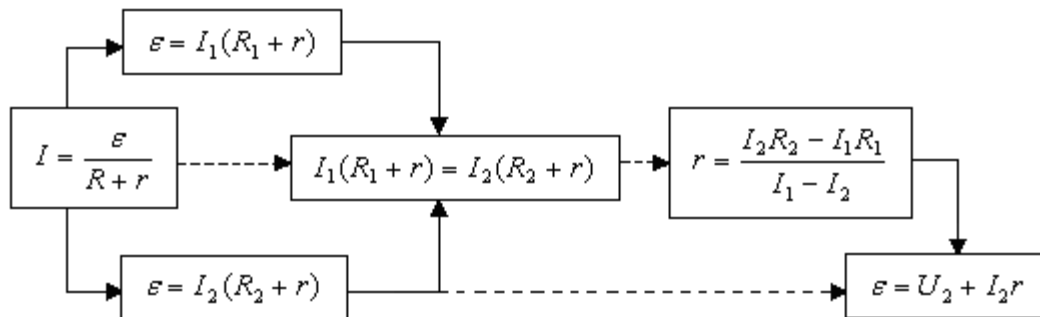 ε = I₁(R₁ + r)
I = ε / (R + r)
I₁(R₁ + r) = I₂(R₂ + r)
r = (I₂R₂ − I₁R₁) / (I₁ − I₂)
ε = I₂(R₂ + r)
ε = U₂ + I₂r